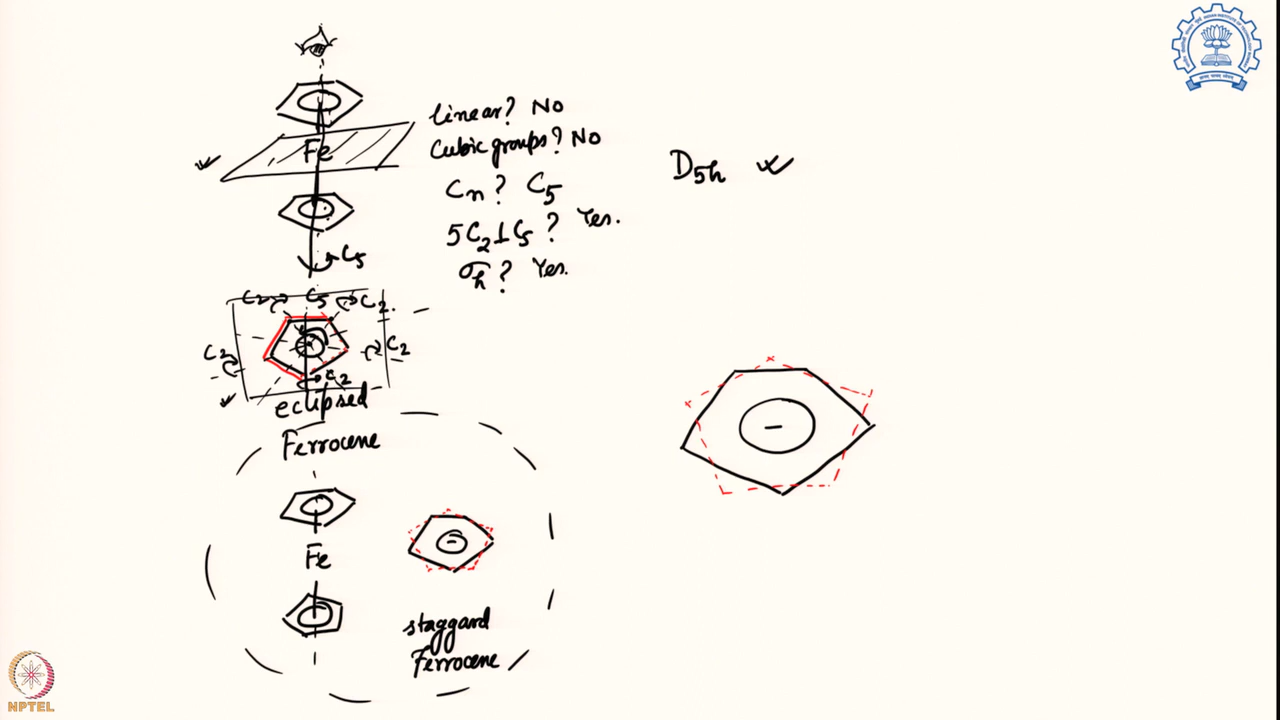 Fe
C5
linear? No
Cubic groups? No
Cn? C5
5C2⊥C5? Yes.
σh? Yes.
D5h
C2 C5 C2.
C2 C2
C2
eclipsed
Ferrocene
Fe
staggard
Ferrocene
NPTEL